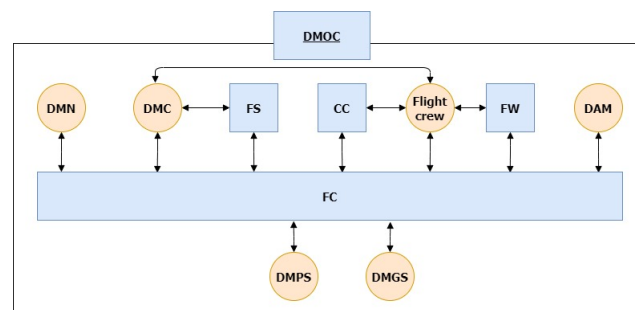 DMOC
DMN
DMC
FS
CC
Flight
crew
FW
DAM
FC
DMPS
DMGS